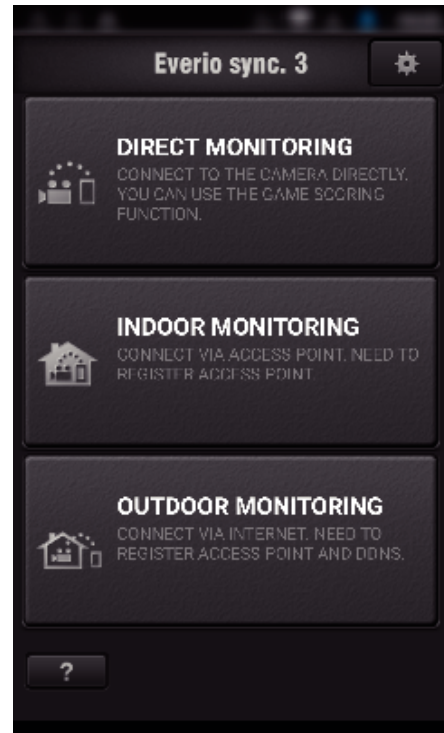 Everio sync. 3
DIRECT MONITORING
CONNECT TO THE CAMERA DIRECTLY.
YOU CAN USE THE GAME SCORING
FUNCTION.
INDOOR MONITORING
CONNECT VIA ACCESS POINT. NEED TO
REGISTER ACCESS POINT.
OUTDOOR MONITORING
CONNECT VIA INTERNET. NEED TO
REGISTER ACCESS POINT AND DDNS.
?